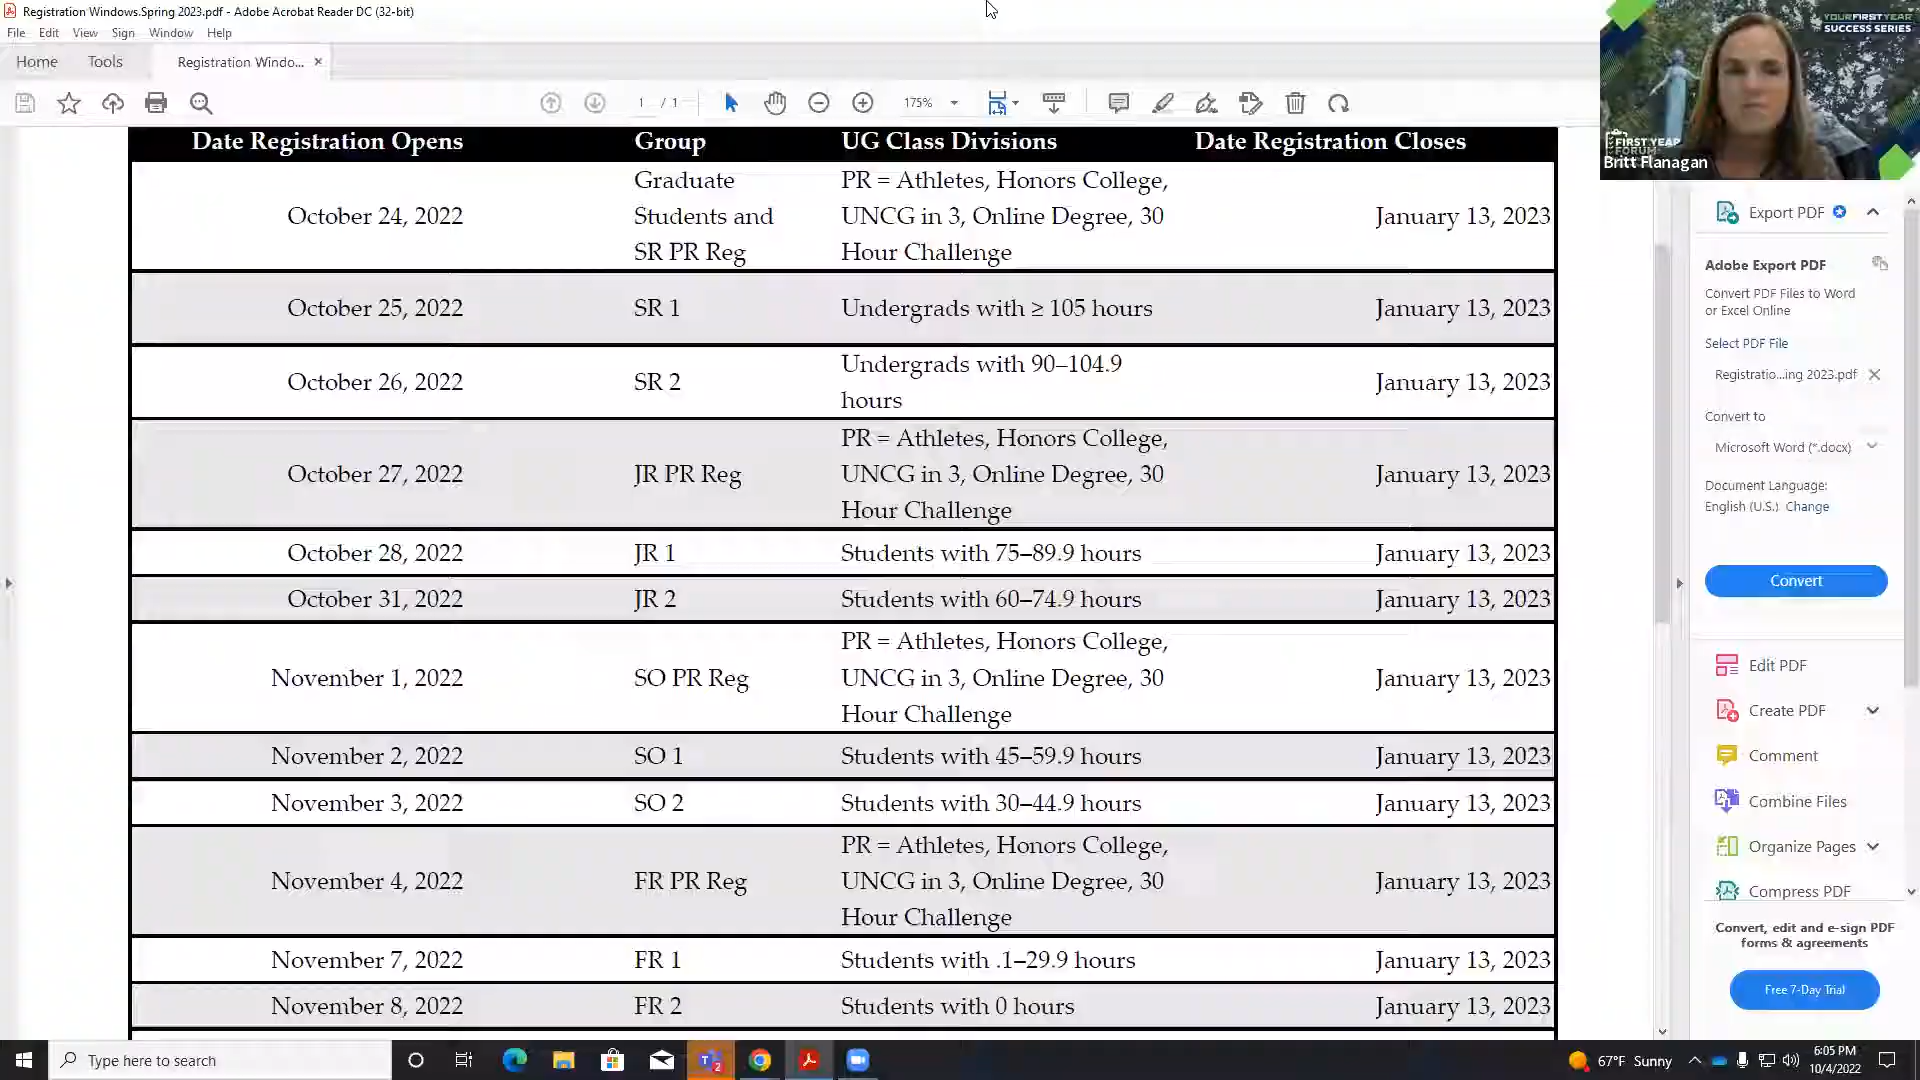 Registration Windows.Spring 2023.pdf - Adobe Acrobat Reader DC (32-bit)
File Edit View Sign Window Help
Home Tools Registration Windo... ×
1 / 1 175%
Date Registration Opens Group UG Class Divisions Date Registration Closes
October 24, 2022 Graduate Students and SR PR Reg PR = Athletes, Honors College, UNCG in 3, Online Degree, 30 Hour Challenge January 13, 2023
October 25, 2022 SR 1 Undergrads with ≥ 105 hours January 13, 2023
October 26, 2022 SR 2 Undergrads with 90–104.9 hours January 13, 2023
October 27, 2022 JR PR Reg PR = Athletes, Honors College, UNCG in 3, Online Degree, 30 Hour Challenge January 13, 2023
October 28, 2022 JR 1 Students with 75–89.9 hours January 13, 2023
October 31, 2022 JR 2 Students with 60–74.9 hours January 13, 2023
November 1, 2022 SO PR Reg PR = Athletes, Honors College, UNCG in 3, Online Degree, 30 Hour Challenge January 13, 2023
November 2, 2022 SO 1 Students with 45–59.9 hours January 13, 2023
November 3, 2022 SO 2 Students with 30–44.9 hours January 13, 2023
November 4, 2022 FR PR Reg PR = Athletes, Honors College, UNCG in 3, Online Degree, 30 Hour Challenge January 13, 2023
November 7, 2022 FR 1 Students with .1–29.9 hours January 13, 2023
November 8, 2022 FR 2 Students with 0 hours January 13, 2023
YOUR FIRST YEAR
SUCCESS SERIES
FIRST YEAR
FORUM
Britt Flanagan
Export PDF
Adobe Export PDF
Convert PDF Files to Word
or Excel Online
Select PDF File
Registratio...ing 2023.pdf
Convert to
Microsoft Word (*.docx)
Document Language:
English (U.S.) Change
Convert
Edit PDF
Create PDF
Comment
Combine Files
Organize Pages
Compress PDF
Convert, edit and e-sign PDF
forms & agreements
Free 7-Day Trial
Type here to search
2
67°F Sunny
6:05 PM
10/4/2022